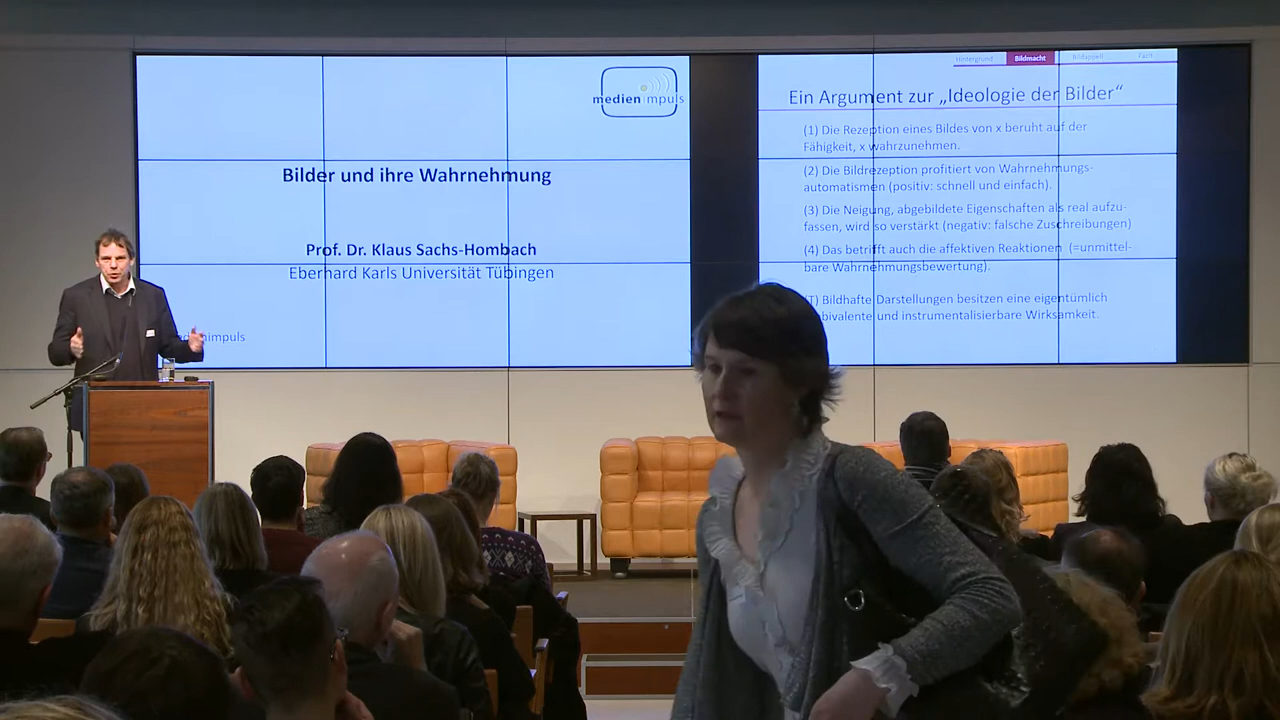 medienimpuls
Bilder und ihre Wahrnehmung
Prof. Dr. Klaus Sachs-Hombach
Eberhard Karls Universität Tübingen
impuls
Hintergrund Bildmacht Bildappell Fazit
Ein Argument zur „Ideologie der Bilder“
(1) Die Rezeption eines Bildes von x beruht auf der
Fähigkeit, x wahrzunehmen.
(2) Die Bildrezeption profitiert von Wahrnehmungs-
automatismen (positiv: schnell und einfach).
(3) Die Neigung, abgebildete Eigenschaften als real aufzu-
fassen, wird so verstärkt (negativ: falsche Zuschreibungen)
(4) Das betrifft auch die affektiven Reaktionen (=unmittel-
bare Wahrnehmungsbewertung).
(T) Bildhafte Darstellungen besitzen eine eigentümlich
bivalente und instrumentalisierbare Wirksamkeit.